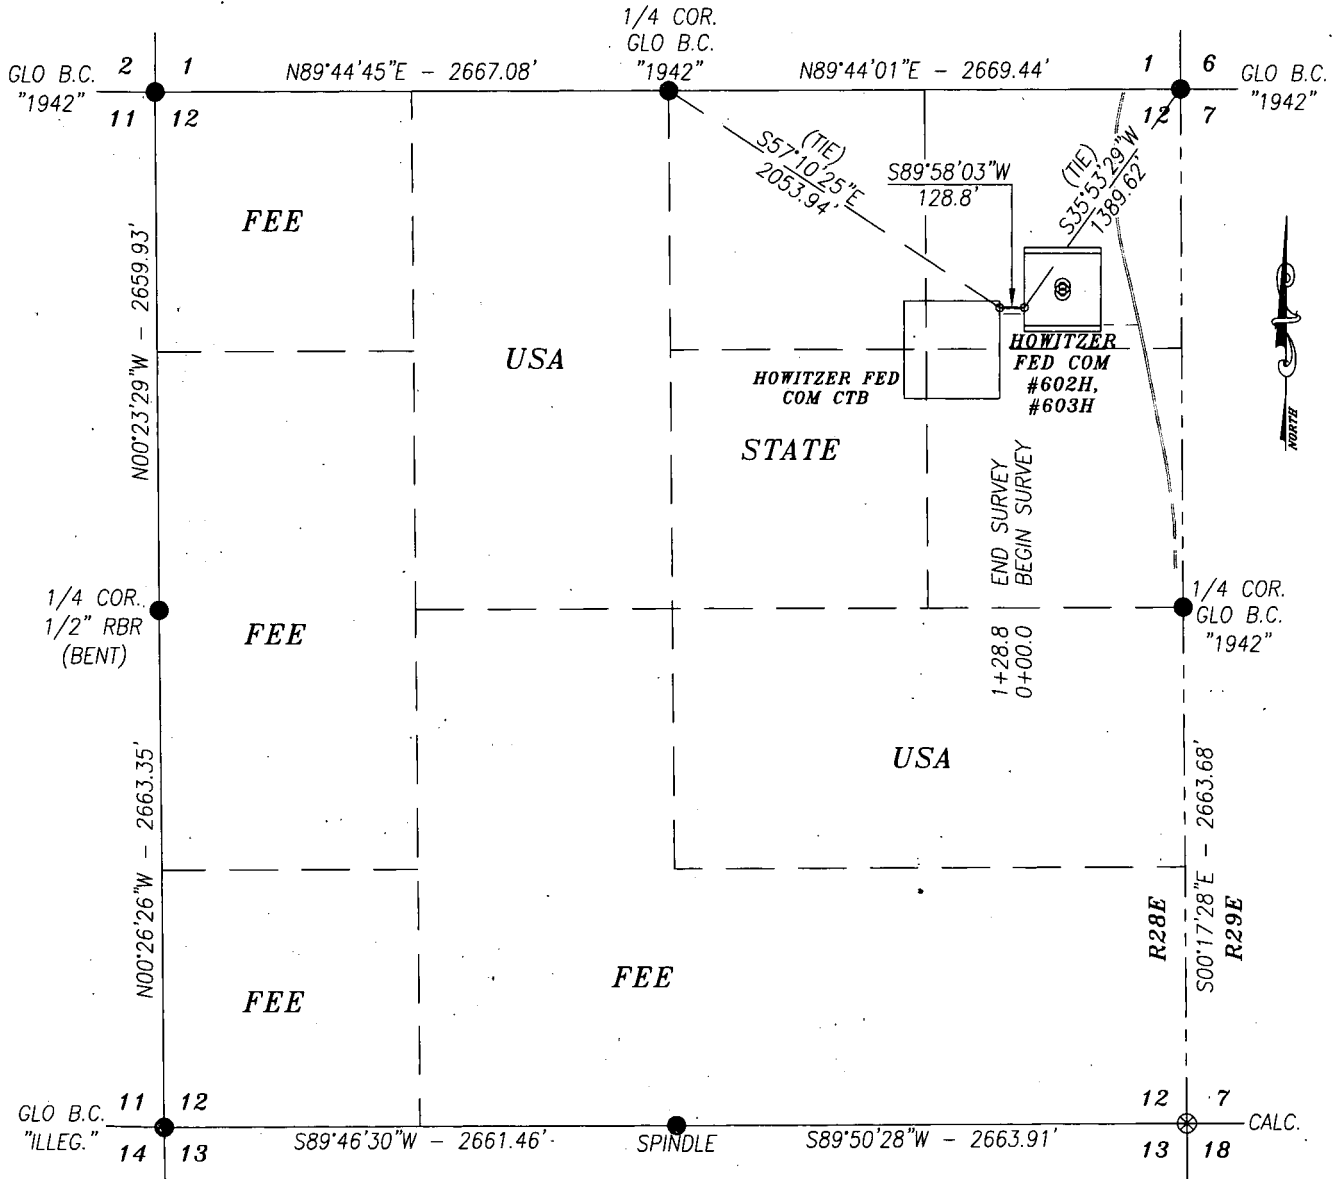 1/4 COR.
GLO B.C.
"1942"
GLO B.C.
"1942"
2 1
11 12
N89°44'45"E - 2667.08'
N89°44'01"E - 2669.44'
1 6
12 7
GLO B.C.
"1942"
(TIE)
S57°10'25"E
2053.94'
S89°58'03"W
128.8'
(TIE)
S35°53'29"W
1389.62'
FEE
N00°23'29"W - 2659.93'
USA
HOWITZER FED
COM CTB
HOWITZER
FED COM
#602H,
#603H
NORTH
STATE
END SURVEY
BEGIN SURVEY
1+28.8
0+00.0
1/4 COR.
1/2" RBR
(BENT)
FEE
1/4 COR.
GLO B.C.
"1942"
USA
N00°26'26"W - 2663.35'
S00°17'28"E - 2663.68'
R28E
R29E
FEE
FEE
GLO B.C.
"ILLEG."
11 12
14 13
S89°46'30"W - 2661.46'
SPINDLE
S89°50'28"W - 2663.91'
12 7
13 18
CALC.